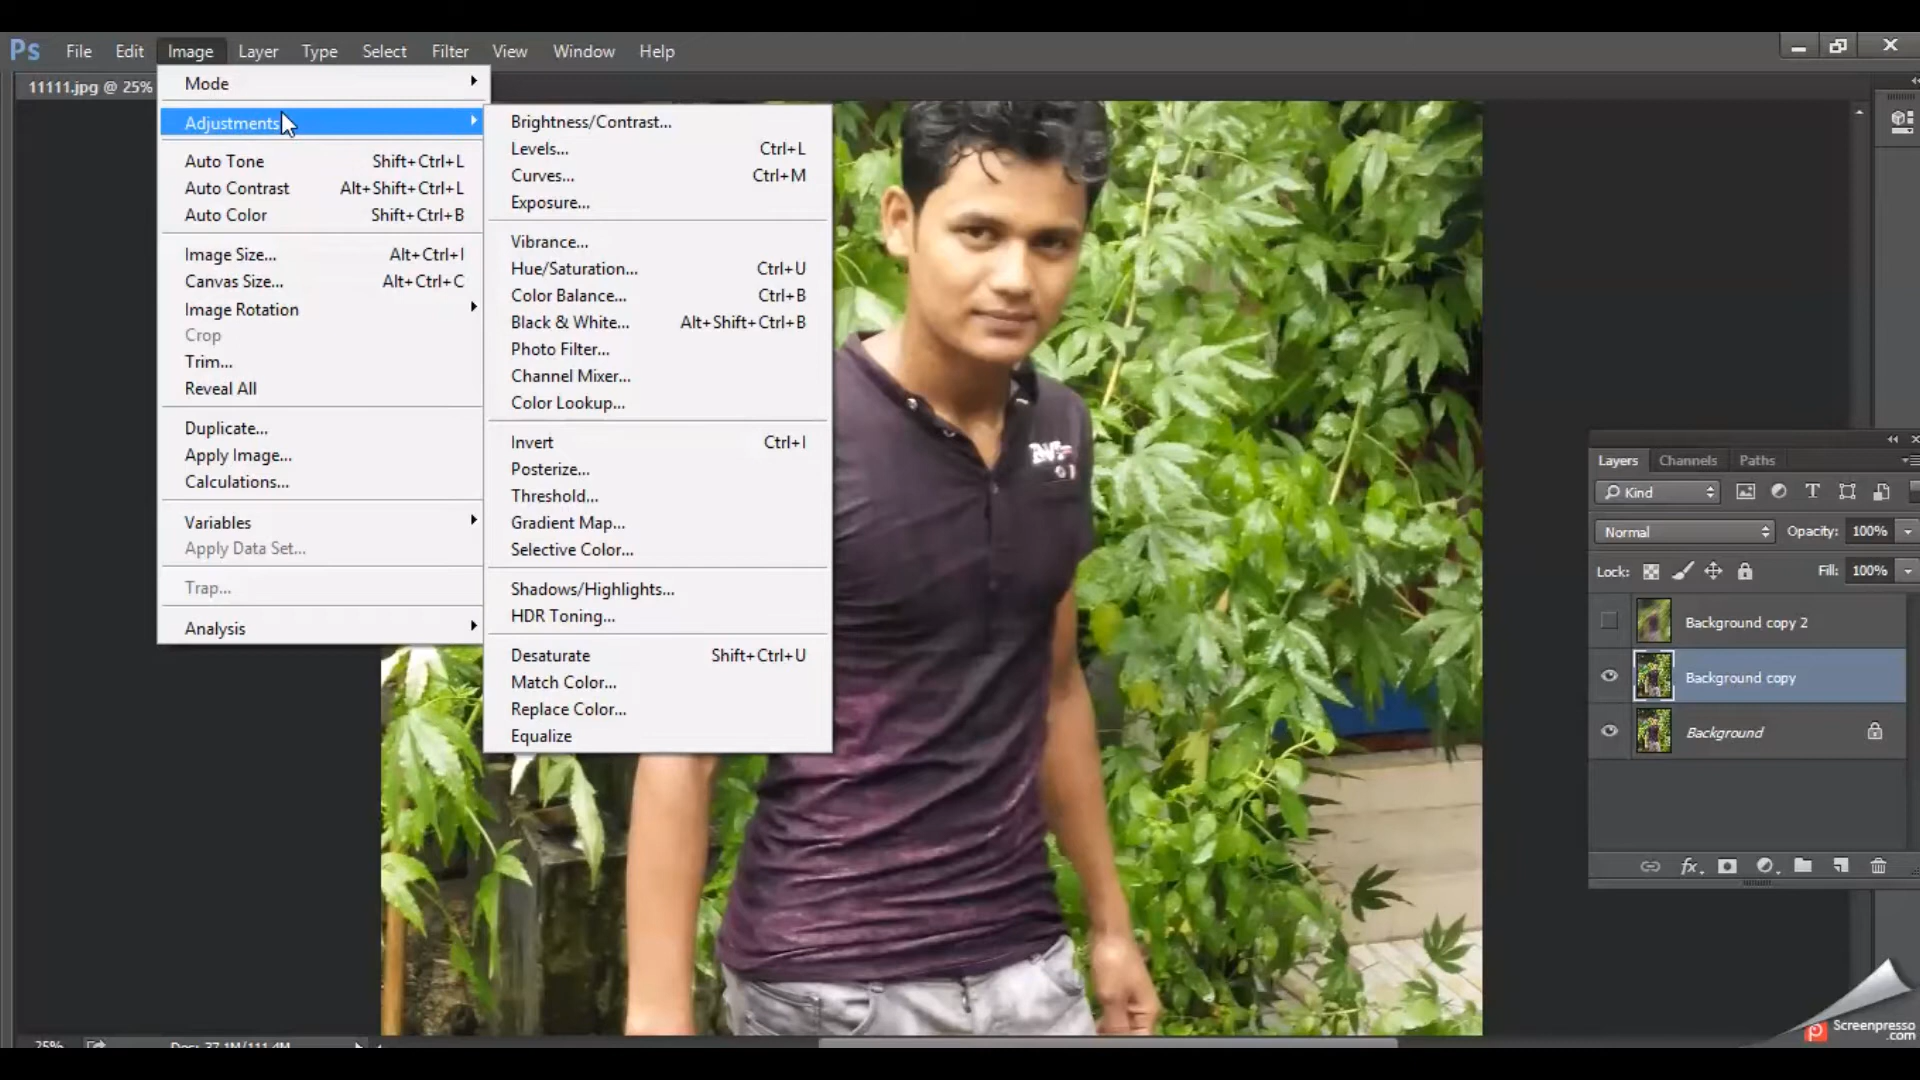 Ps File Edit Image Layer Type Select Filter View Window Help
11111.jpg @ 25%
Mode
Adjustments
Auto Tone Shift+Ctrl+L
Auto Contrast Alt+Shift+Ctrl+L
Auto Color Shift+Ctrl+B
Image Size... Alt+Ctrl+I
Canvas Size... Alt+Ctrl+C
Image Rotation
Crop
Trim...
Reveal All
Duplicate...
Apply Image...
Calculations...
Variables
Apply Data Set...
Trap...
Analysis
Brightness/Contrast...
Levels... Ctrl+L
Curves... Ctrl+M
Exposure...
Vibrance...
Hue/Saturation... Ctrl+U
Color Balance... Ctrl+B
Black & White... Alt+Shift+Ctrl+B
Photo Filter...
Channel Mixer...
Color Lookup...
Invert Ctrl+I
Posterize...
Threshold...
Gradient Map...
Selective Color...
Shadows/Highlights...
HDR Toning...
Desaturate Shift+Ctrl+U
Match Color...
Replace Color...
Equalize
Layers Channels Paths
Kind
Normal Opacity: 100%
Lock: Fill: 100%
Background copy 2
Background copy
Background
25% Doc: 37.1M/111.4M
Screenpresso
.com